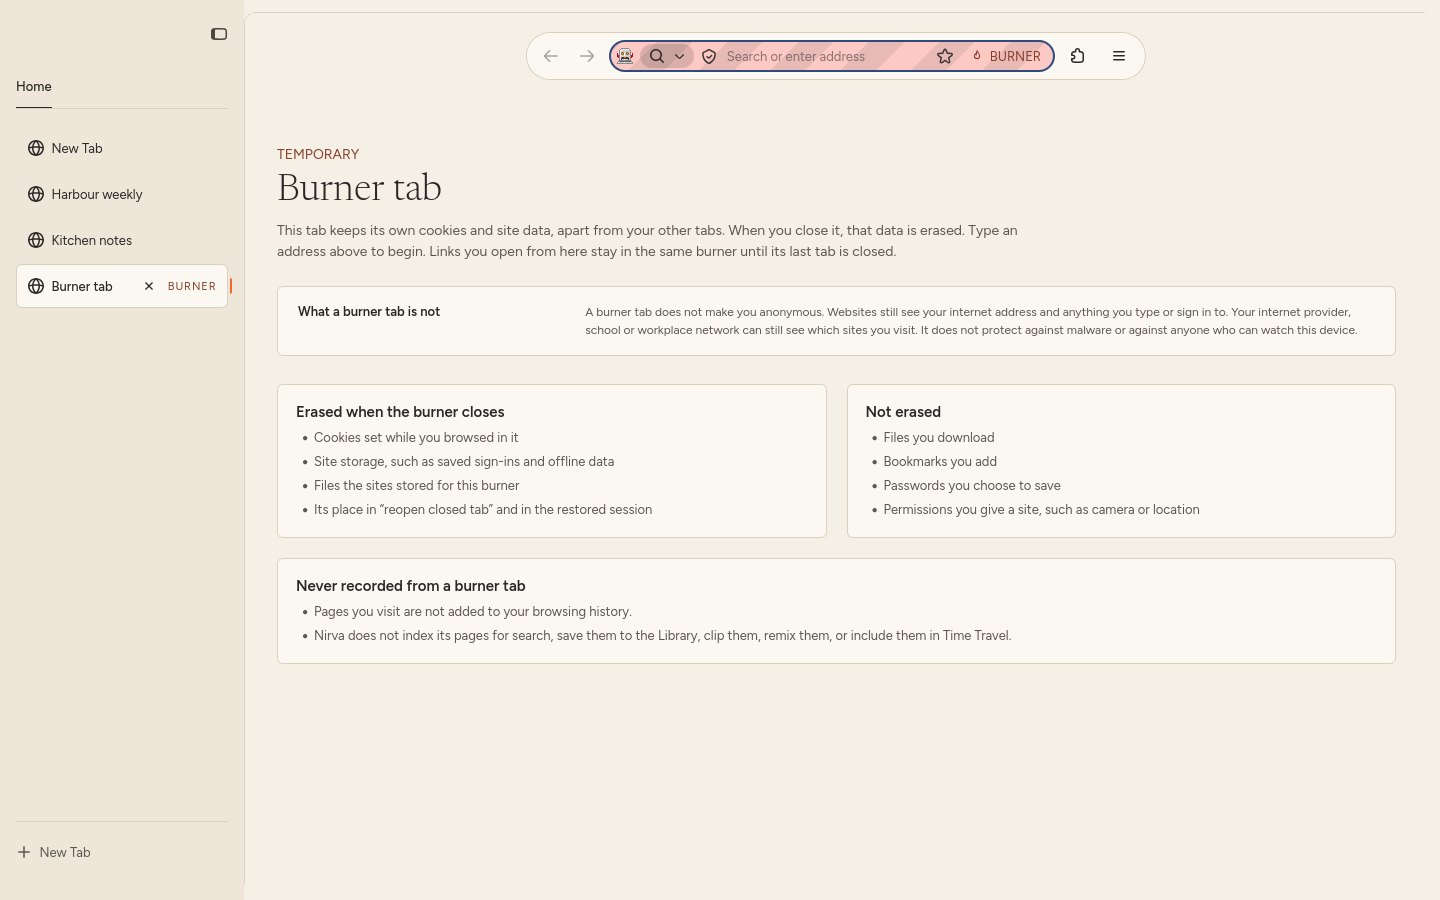 Home
New Tab
Harbour weekly
Kitchen notes
Burner tab
BURNER
New Tab
Search or enter address
BURNER
TEMPORARY
Burner tab
This tab keeps its own cookies and site data, apart from your other tabs. When you close it, that data is erased. Type an
address above to begin. Links you open from here stay in the same burner until its last tab is closed.
What a burner tab is not
A burner tab does not make you anonymous. Websites still see your internet address and anything you type or sign in to. Your internet provider,
school or workplace network can still see which sites you visit. It does not protect against malware or against anyone who can watch this device.
Erased when the burner closes
• Cookies set while you browsed in it
• Site storage, such as saved sign-ins and offline data
• Files the sites stored for this burner
• Its place in “reopen closed tab” and in the restored session
Not erased
• Files you download
• Bookmarks you add
• Passwords you choose to save
• Permissions you give a site, such as camera or location
Never recorded from a burner tab
• Pages you visit are not added to your browsing history.
• Nirva does not index its pages for search, save them to the Library, clip them, remix them, or include them in Time Travel.